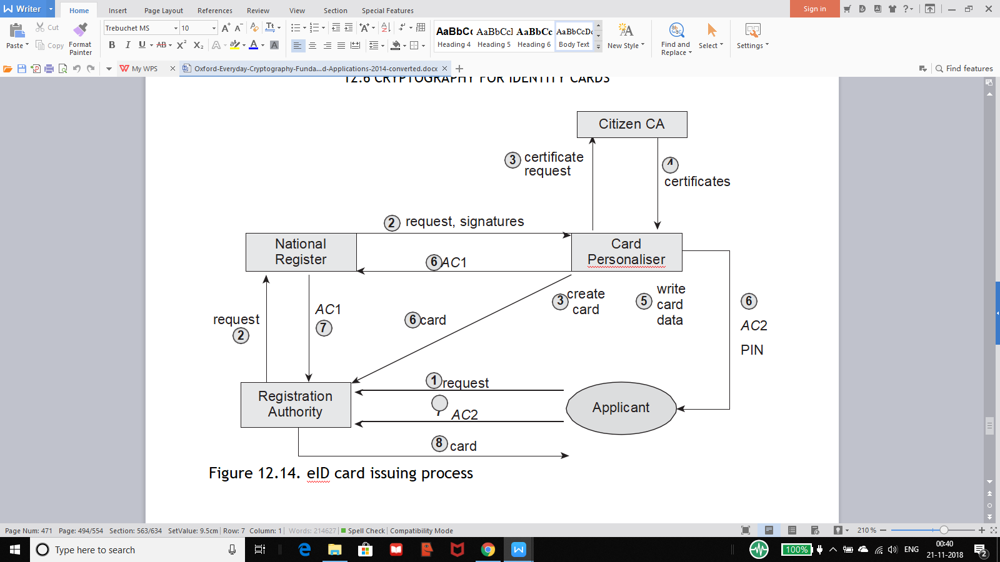 Writer
Home
Insert
Page Layout
References
Review
View
Section
Special Features
Sign in
Paste
Cut
Copy
Format
Painter
Trebuchet MS
10
AaBbCc
Heading 4
AaBbCcI
Heading 5
AaBbCc
Heading 6
AaBbCcDc
Body Text
New Style
Find and
Replace
Select
Settings
My WPS
Oxford-Everyday-Cryptography-Funda...d-Applications-2014-converted.docx
Find features
12.6 CRYPTOGRAPHY FOR IDENTITY CARDS
Citizen CA
3 certificate
request
4
certificates
2 request, signatures
National
Register
Card
Personaliser
6 AC1
request
2
AC1
7
6 card
3 create
card
5 write
card
data
6
AC2
PIN
1 request
Registration
Authority
Applicant
AC2
8 card
Figure 12.14. eID card issuing process
Page Num: 471 Page: 494/554 Section: 563/634 SetValue: 9.5cm Row: 7 Column: 1 Words: 214627 Spell Check Compatibility Mode
210 %
Type here to search
100%
ENG
00:40
21-11-2018
2